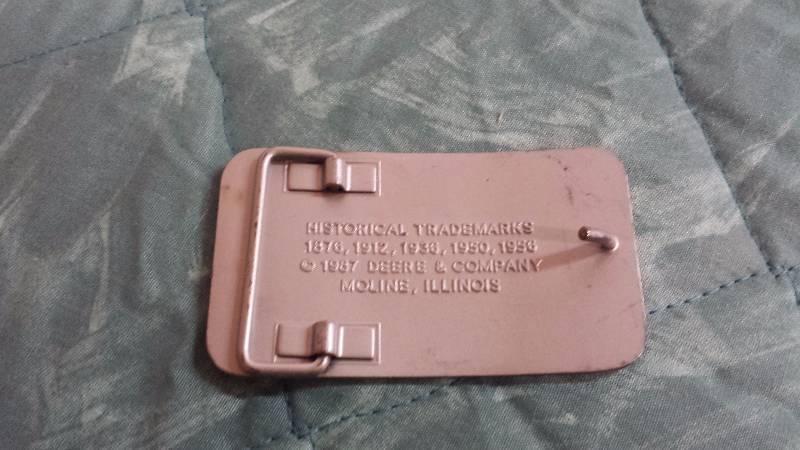 HISTORICAL TRADEMARKS
1876, 1912, 1936, 1950, 1956
© 1987 DEERE & COMPANY
MOLINE, ILLINOIS